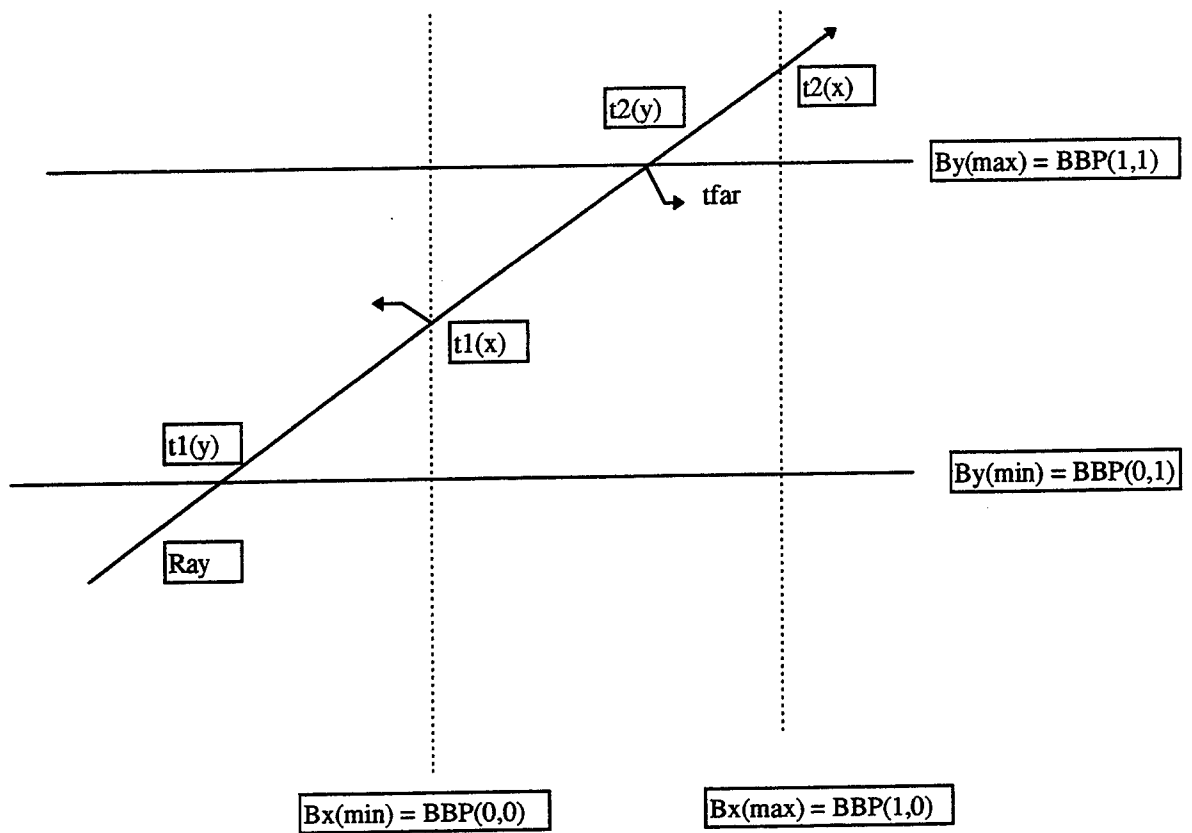 t2(x)
t2(y)
By(max) = BBP(1,1)
tfar
t1(x)
t1(y)
By(min) = BBP(0,1)
Ray
Bx(min) = BBP(0,0)
Bx(max) = BBP(1,0)